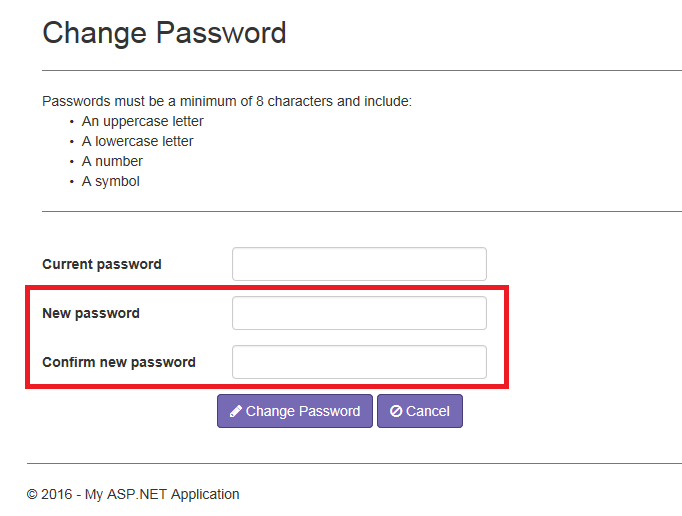 Change Password
Passwords must be a minimum of 8 characters and include:
• An uppercase letter
• A lowercase letter
• A number
• A symbol
Current password
New password
Confirm new password
Change Password Cancel
© 2016 - My ASP.NET Application